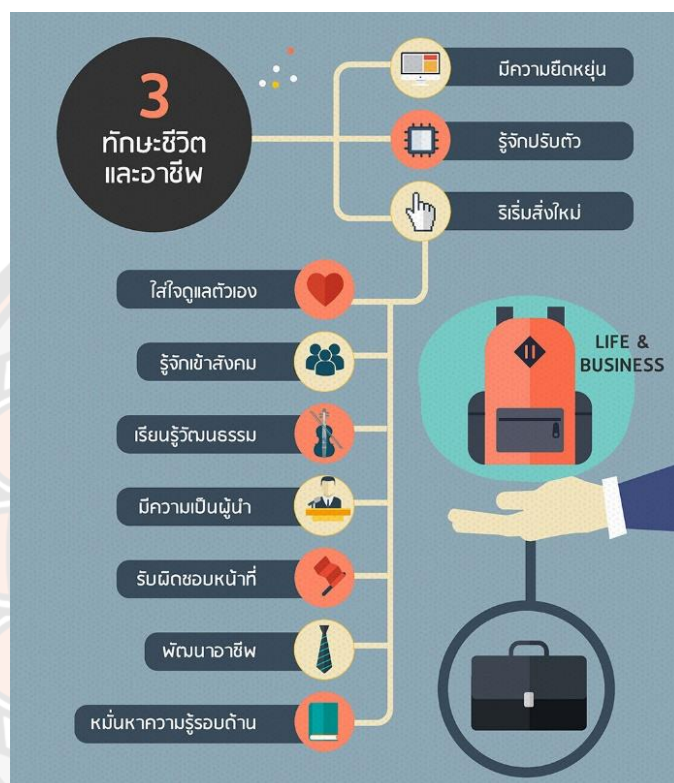 3
ทักษะชีวิต
และอาชีพ
มีความยืดหยุ่น
รู้จักปรับตัว
ริเริ่มสิ่งใหม่
ใส่ใจดูแลตัวเอง
รู้จักเข้าสังคม
เรียนรู้วัฒนธรรม
มีความเป็นผู้นำ
รับผิดชอบหน้าที่
พัฒนาอาชีพ
หมั่นหาความรู้รอบด้าน
LIFE &
BUSINESS